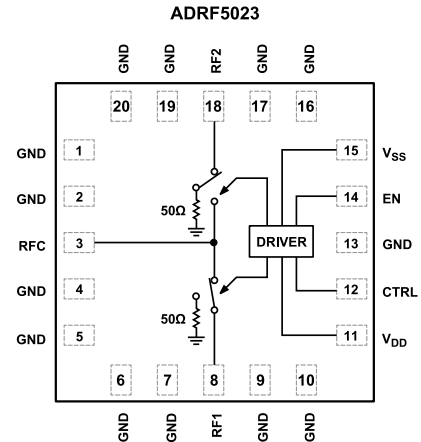 ADRF5023
GND GND RF2 GND GND
20 19 18 17 16
GND 1
GND 2
RFC 3
GND 4
GND 5
15 VSS
14 EN
13 GND
12 CTRL
11 VDD
50Ω
DRIVER
50Ω
6 7 8 9 10
GND GND RF1 GND GND